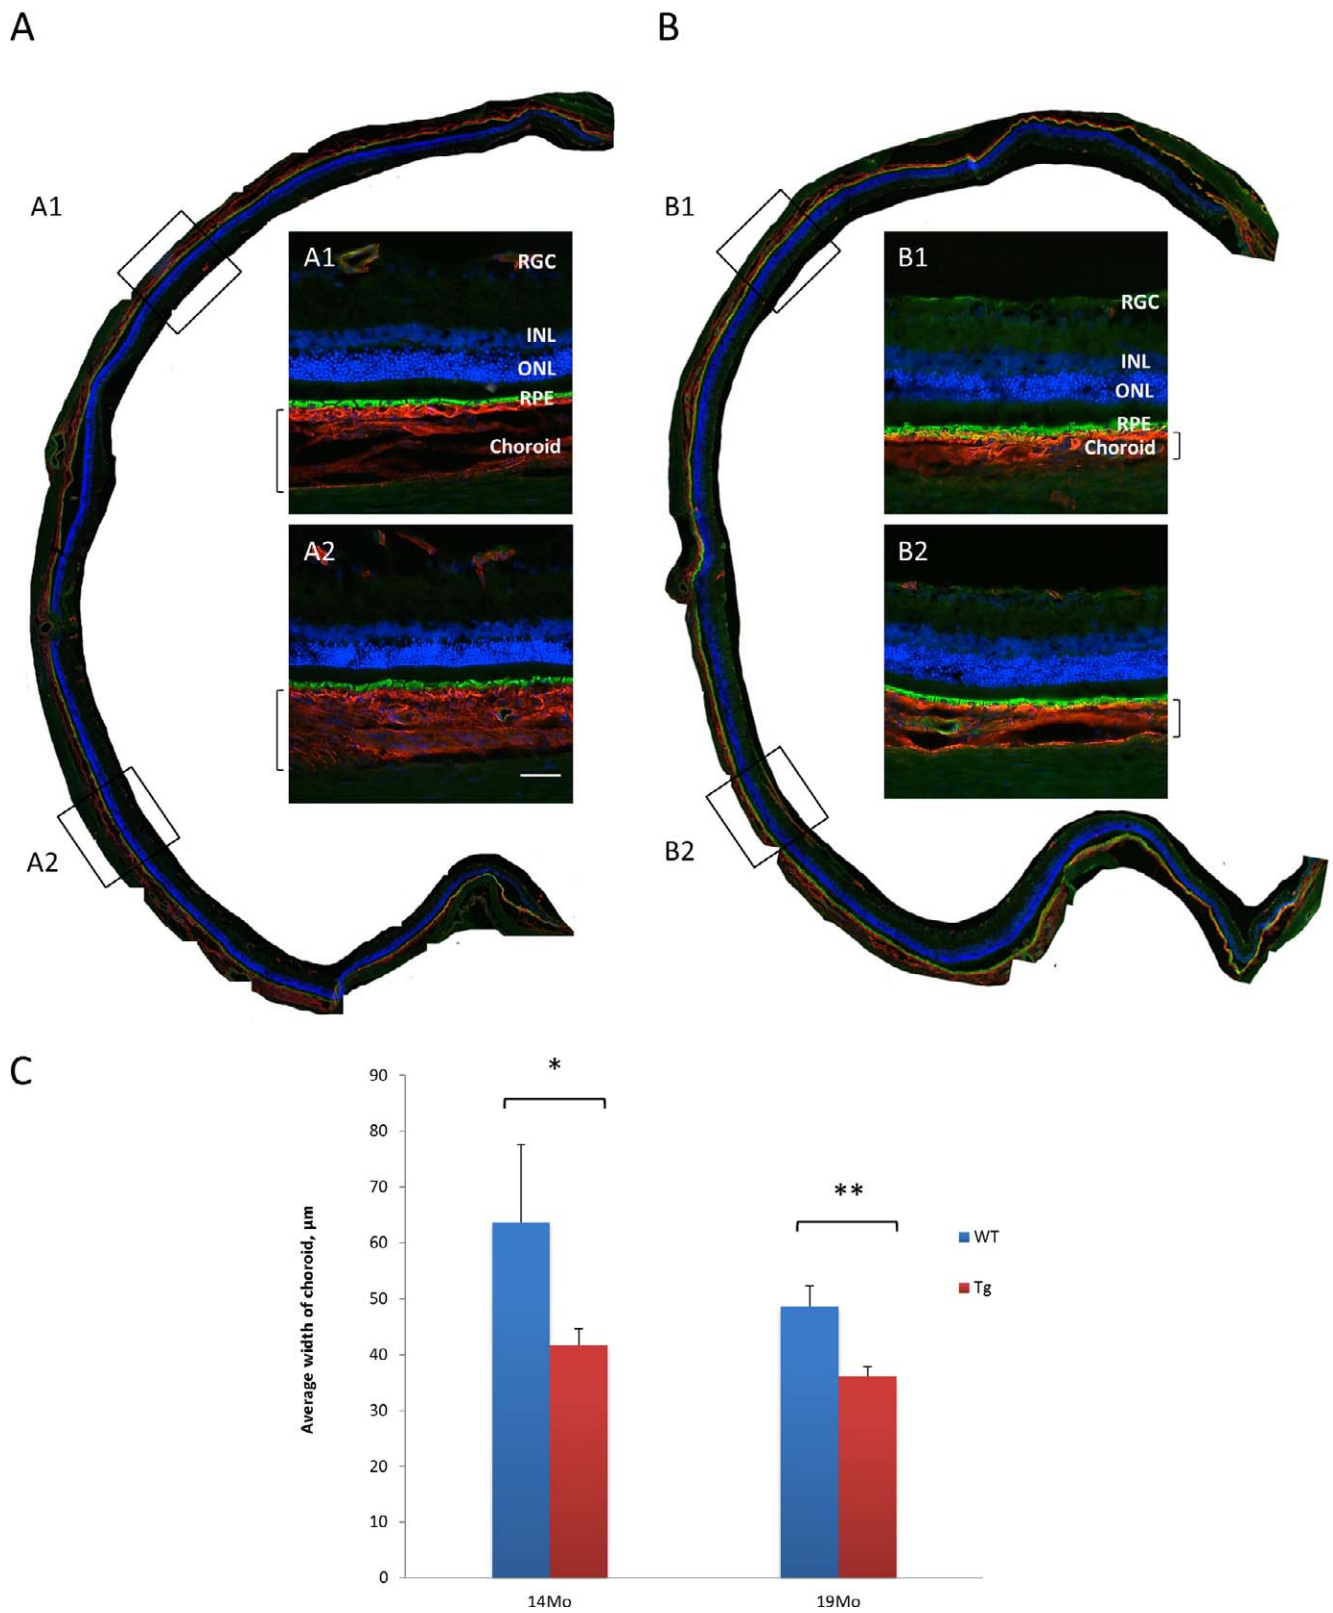 A
B
A1
B1
A1
RGC
INL
ONL
RPE
Choroid
B1
RGC
INL
ONL
RPE
Choroid
A2
B2
A2
B2
C
*
**
90
80
70
60
50
40
30
20
10
0
Average width of choroid, µm
WT
Tg
14Mo
19Mo